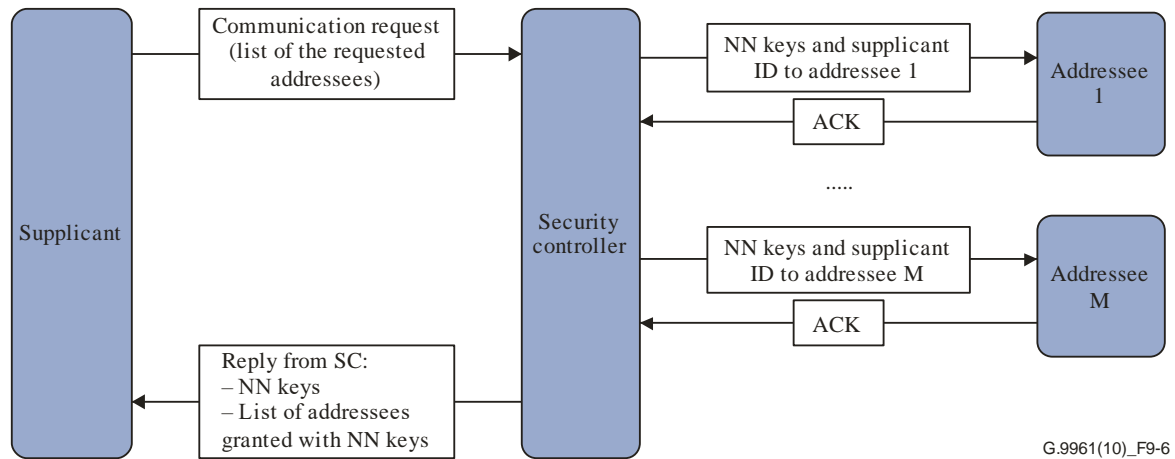 Supplicant
Communication request
(list of the requested
addressees)
Security
controller
NN keys and supplicant
ID to addressee 1
ACK
Addressee
1
.....
NN keys and supplicant
ID to addressee M
ACK
Addressee
M
Reply from SC:
– NN keys
– List of addressees
granted with NN keys
G.9961(10)_F9-6